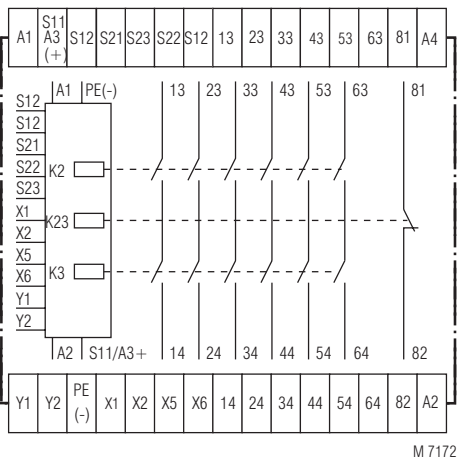 A1 S11 A3 (+) S12 S21 S23 S22 S12 13 23 33 43 53 63 81 A4
A1 PE(-) 13 23 33 43 53 63 81
S12
S12
S21
S22
K2
S23
X1
K23
X2
X5
X6
K3
Y1
Y2
A2 S11/A3+ 14 24 34 44 54 64 82
Y1 Y2 PE (-) X1 X2 X5 X6 14 24 34 44 54 64 82 A2
M 7172